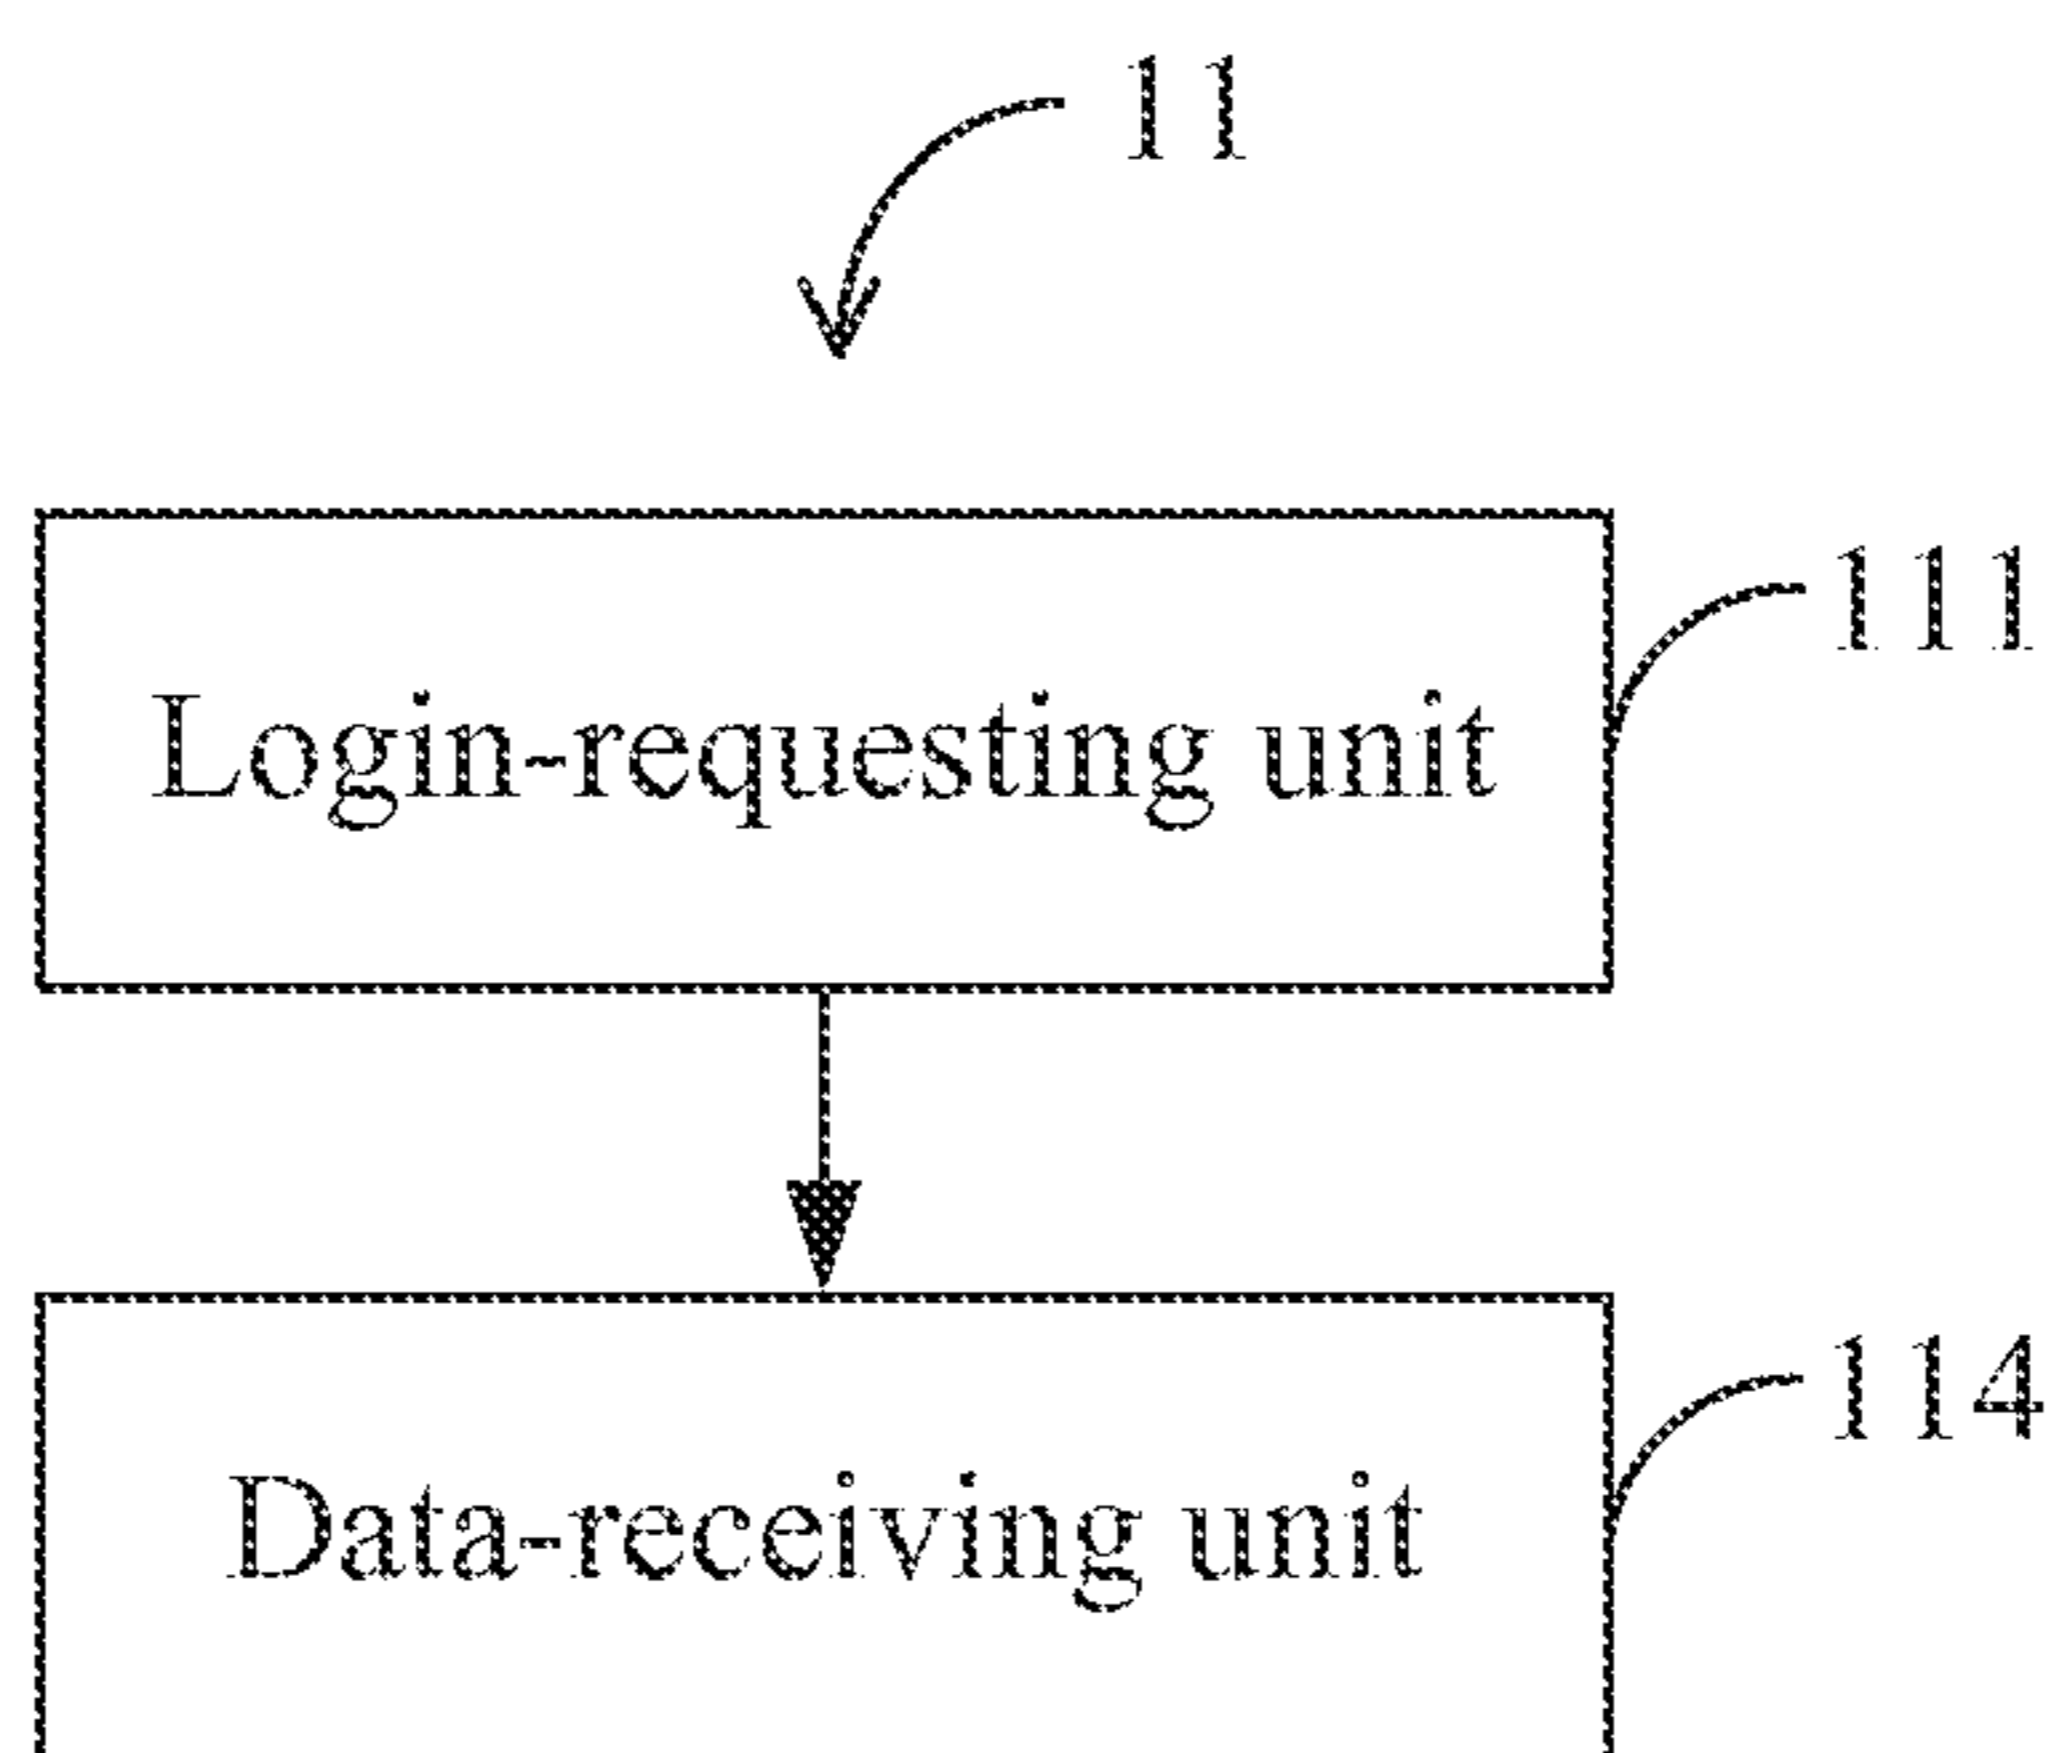 11
111
Login-requesting unit
114
Data-receiving unit